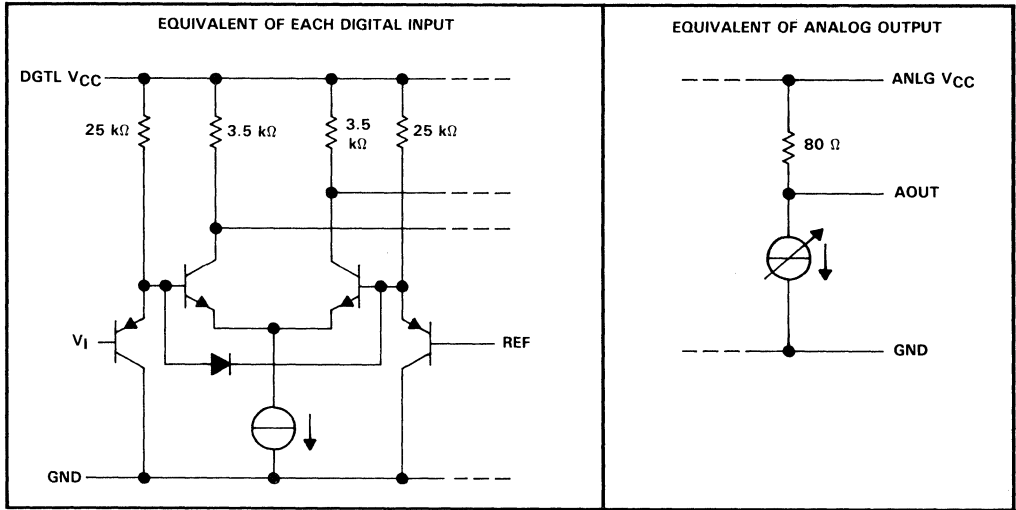 EQUIVALENT OF EACH DIGITAL INPUT
DGTL VCC
25 kΩ
3.5 kΩ
3.5
kΩ
25 kΩ
VI
REF
GND
EQUIVALENT OF ANALOG OUTPUT
ANLG VCC
80 Ω
AOUT
GND